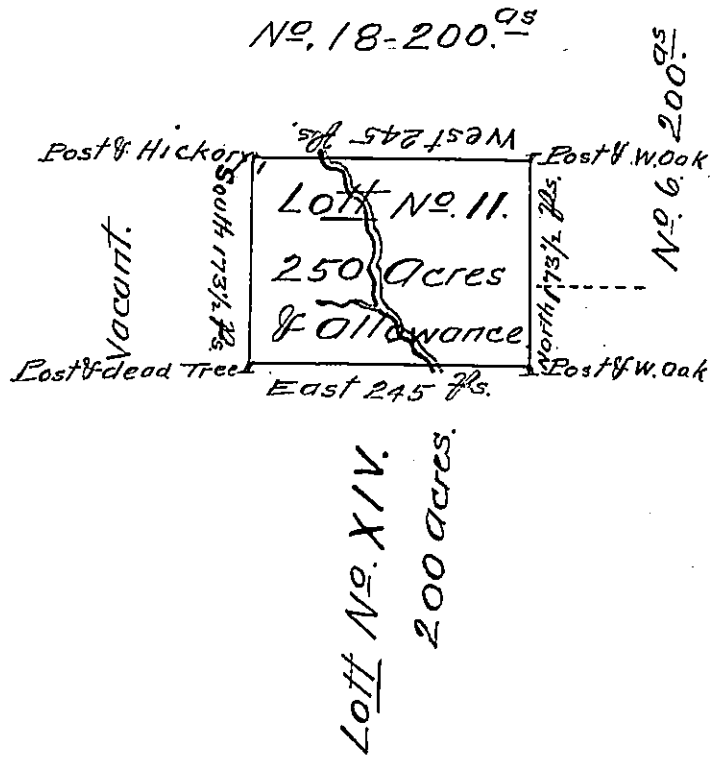 Nº. 18-200.as
West 245 ps.
Post & Hickory
Post & W. Oak
Nº 6. 200.as
Vacant.
South 173½ ps
Lott Nº. 11.
250 Acres
& allowance
North 173½ ps.
Post & dead Tree
Post & W. Oak
East 245 ps.
Lott Nº. XIV.
200 acres.